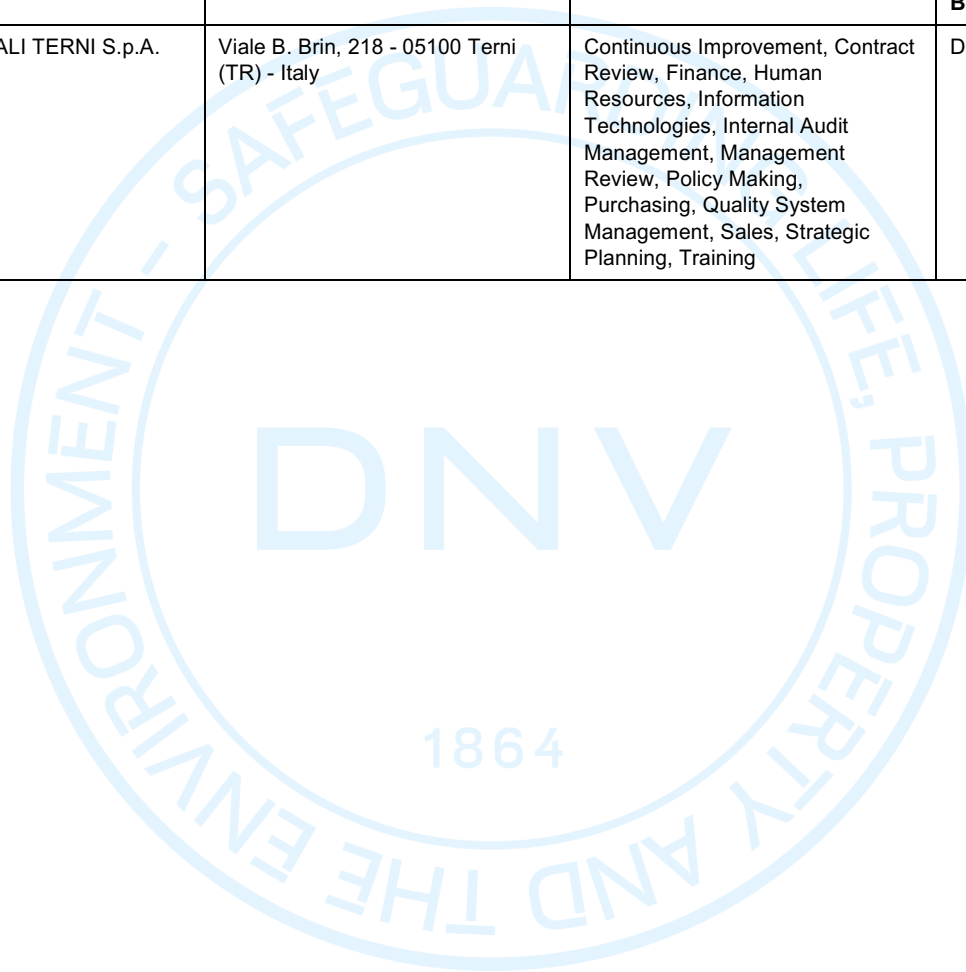 B
ALI TERNI S.p.A.
Viale B. Brin, 218 - 05100 Terni
(TR) - Italy
Continuous Improvement, Contract
Review, Finance, Human
Resources, Information
Technologies, Internal Audit
Management, Management
Review, Policy Making,
Purchasing, Quality System
Management, Sales, Strategic
Planning, Training
D
SAFEGUARDING LIFE, PROPERTY AND THE ENVIRONMENT -
DNV
1864